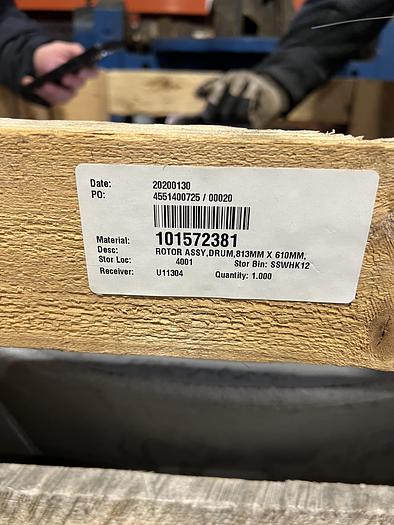 Date: 20200130
PO: 4551400725 / 00020
Material: 101572381
Desc: ROTOR ASSY,DRUM,813MM X 610MM,
Stor Loc: 4001 Stor Bin: SSWHK12
Receiver: U11304 Quantity: 1.000